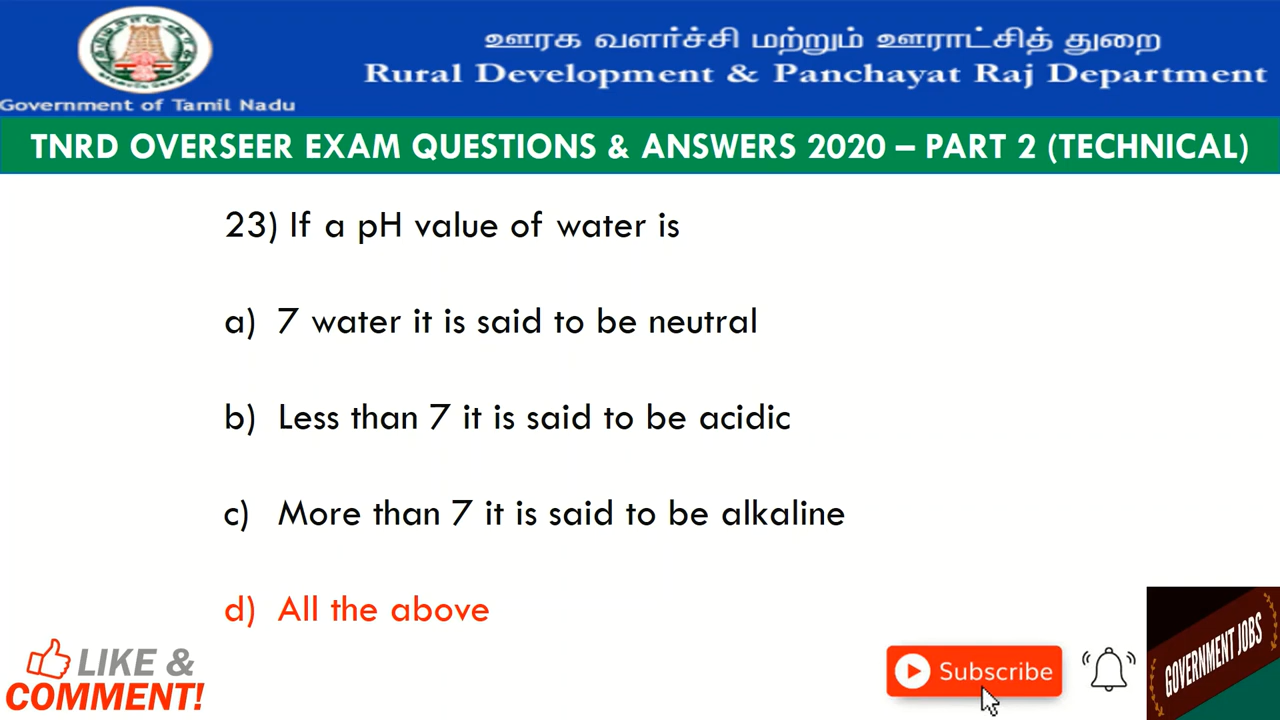 ஊரக வளர்ச்சி மற்றும் ஊராட்சித் துறை
Rural Development & Panchayat Raj Department
Government of Tamil Nadu
TNRD OVERSEER EXAM QUESTIONS & ANSWERS 2020 – PART 2 (TECHNICAL)
23) If a pH value of water is
a) 7 water it is said to be neutral
b) Less than 7 it is said to be acidic
c) More than 7 it is said to be alkaline
d) All the above
LIKE &
COMMENT!
Subscribe
GOVERNMENT JOBS